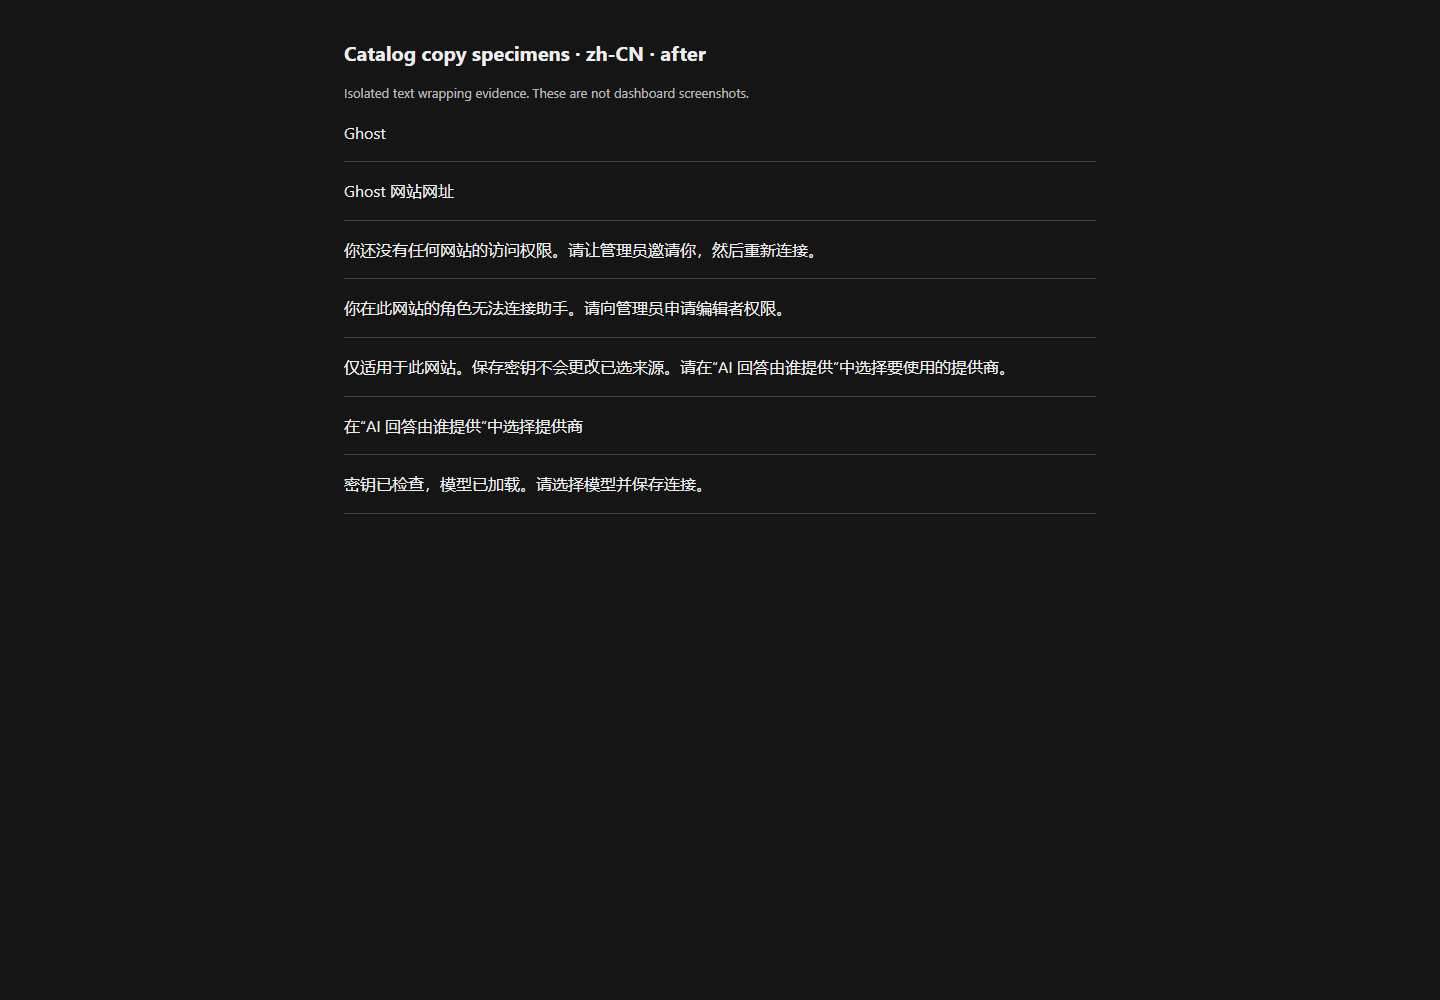 Catalog copy specimens · zh-CN · after
Isolated text wrapping evidence. These are not dashboard screenshots.
Ghost
Ghost 网站网址
你还没有任何网站的访问权限。请让管理员邀请你，然后重新连接。
你在此网站的角色无法连接助手。请向管理员申请编辑者权限。
仅适用于此网站。保存密钥不会更改已选来源。请在“AI 回答由谁提供”中选择要使用的提供商。
在“AI 回答由谁提供”中选择提供商
密钥已检查，模型已加载。请选择模型并保存连接。